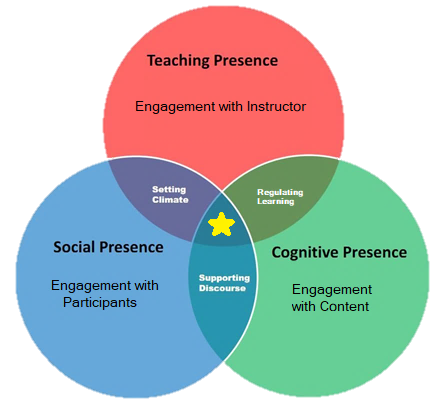 Teaching Presence
Engagement with Instructor
Setting
Climate
Regulating
Learning
Social Presence
Engagement with
Participants
Supporting
Discourse
Cognitive Presence
Engagement
with Content